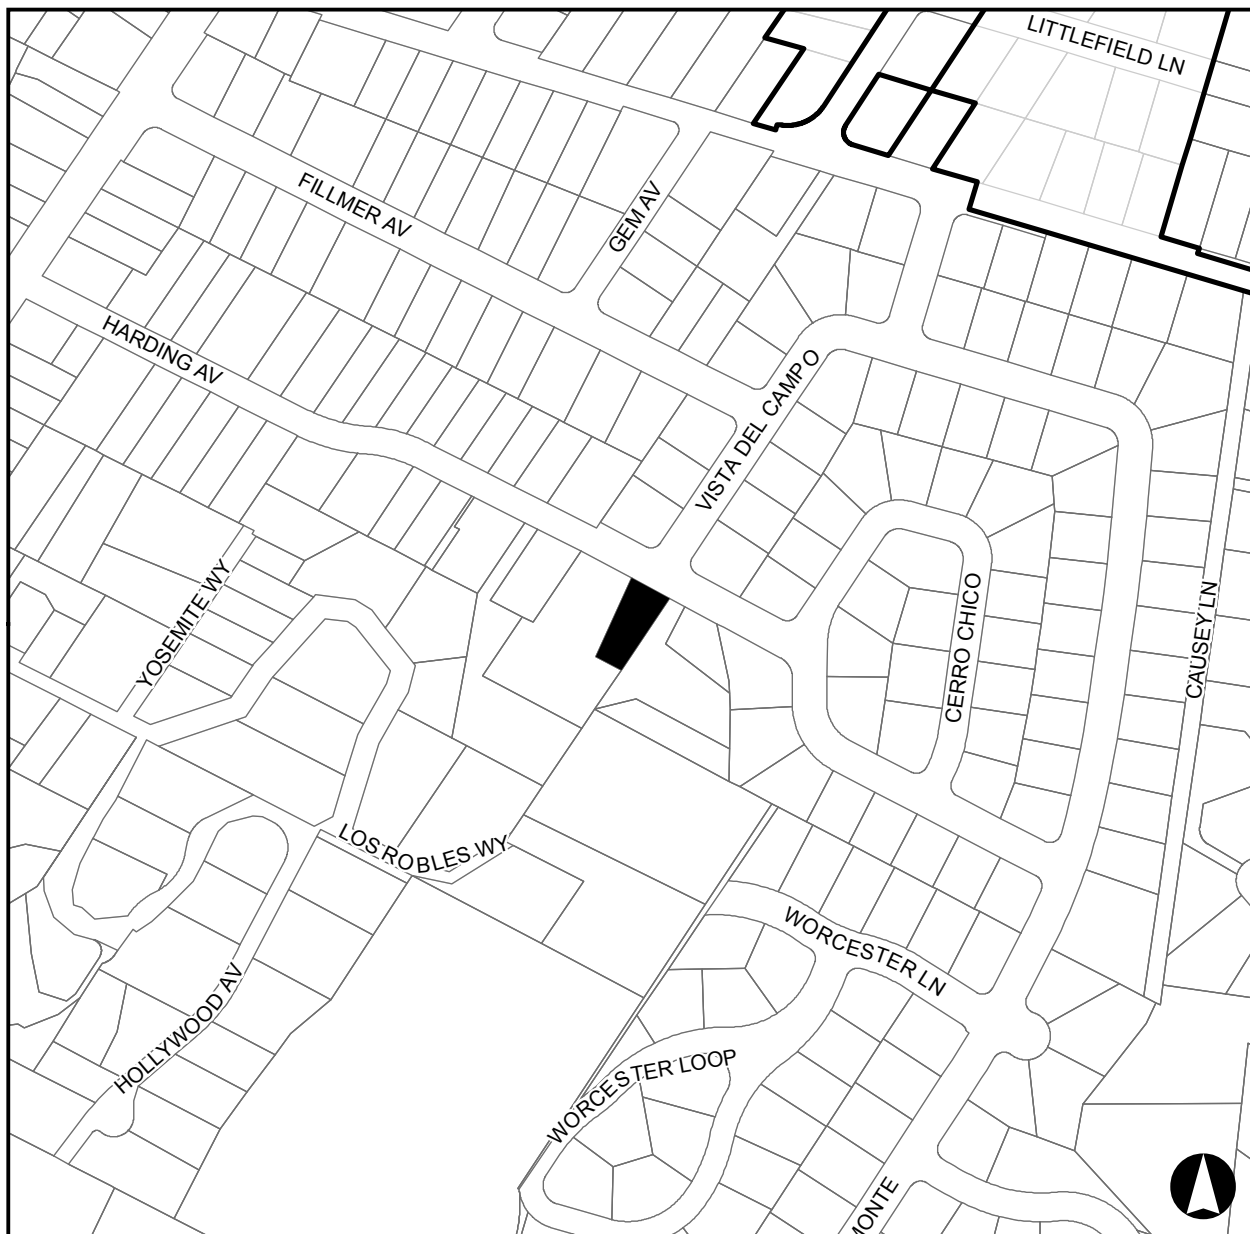 LITTLEFIELD LN
FILLMER AV
GEM AV
HARDING AV
VISTA DEL CAMPO
YOSEMITE WY
CERRO CHICO
CAUSEY LN
LOS ROBLES WY
WORCESTER LN
HOLLYWOOD AV
WORCESTER LOOP
MONTE